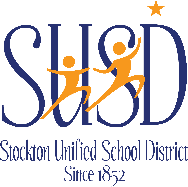 SUSD
Stockton Unified School District
Since 1852